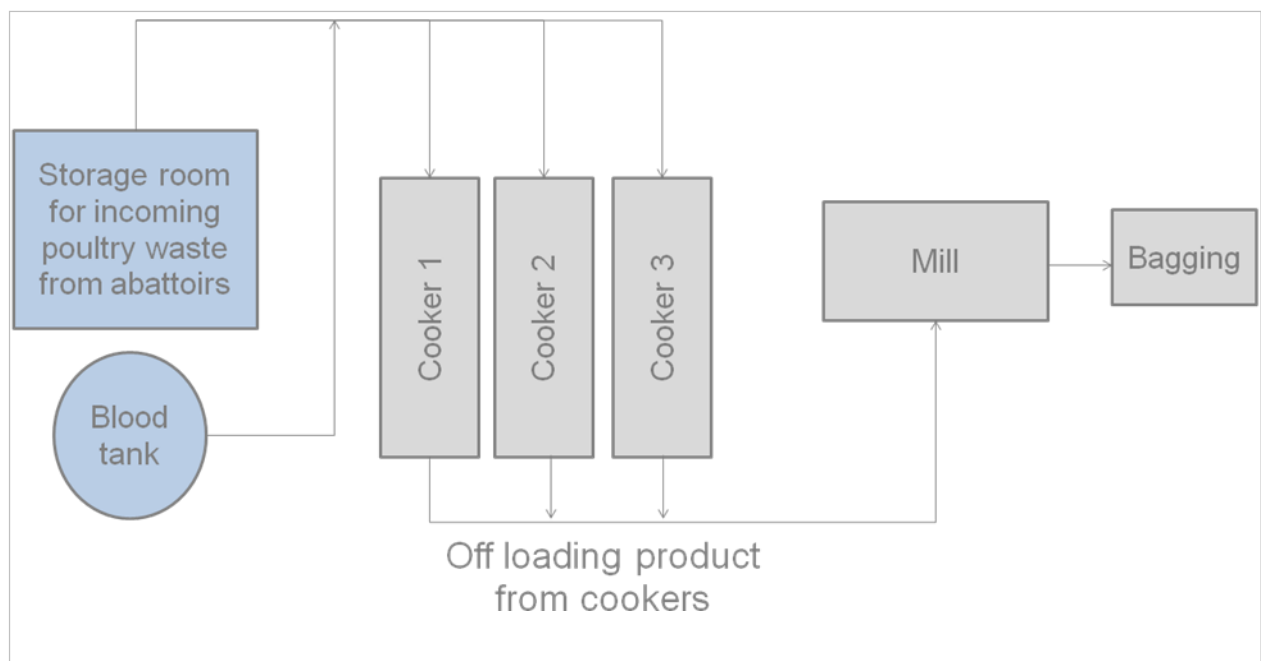 Storage room
for incoming
poultry waste
from abattoirs
Blood
tank
Cooker 1
Cooker 2
Cooker 3
Mill
Bagging
Off loading product
from cookers